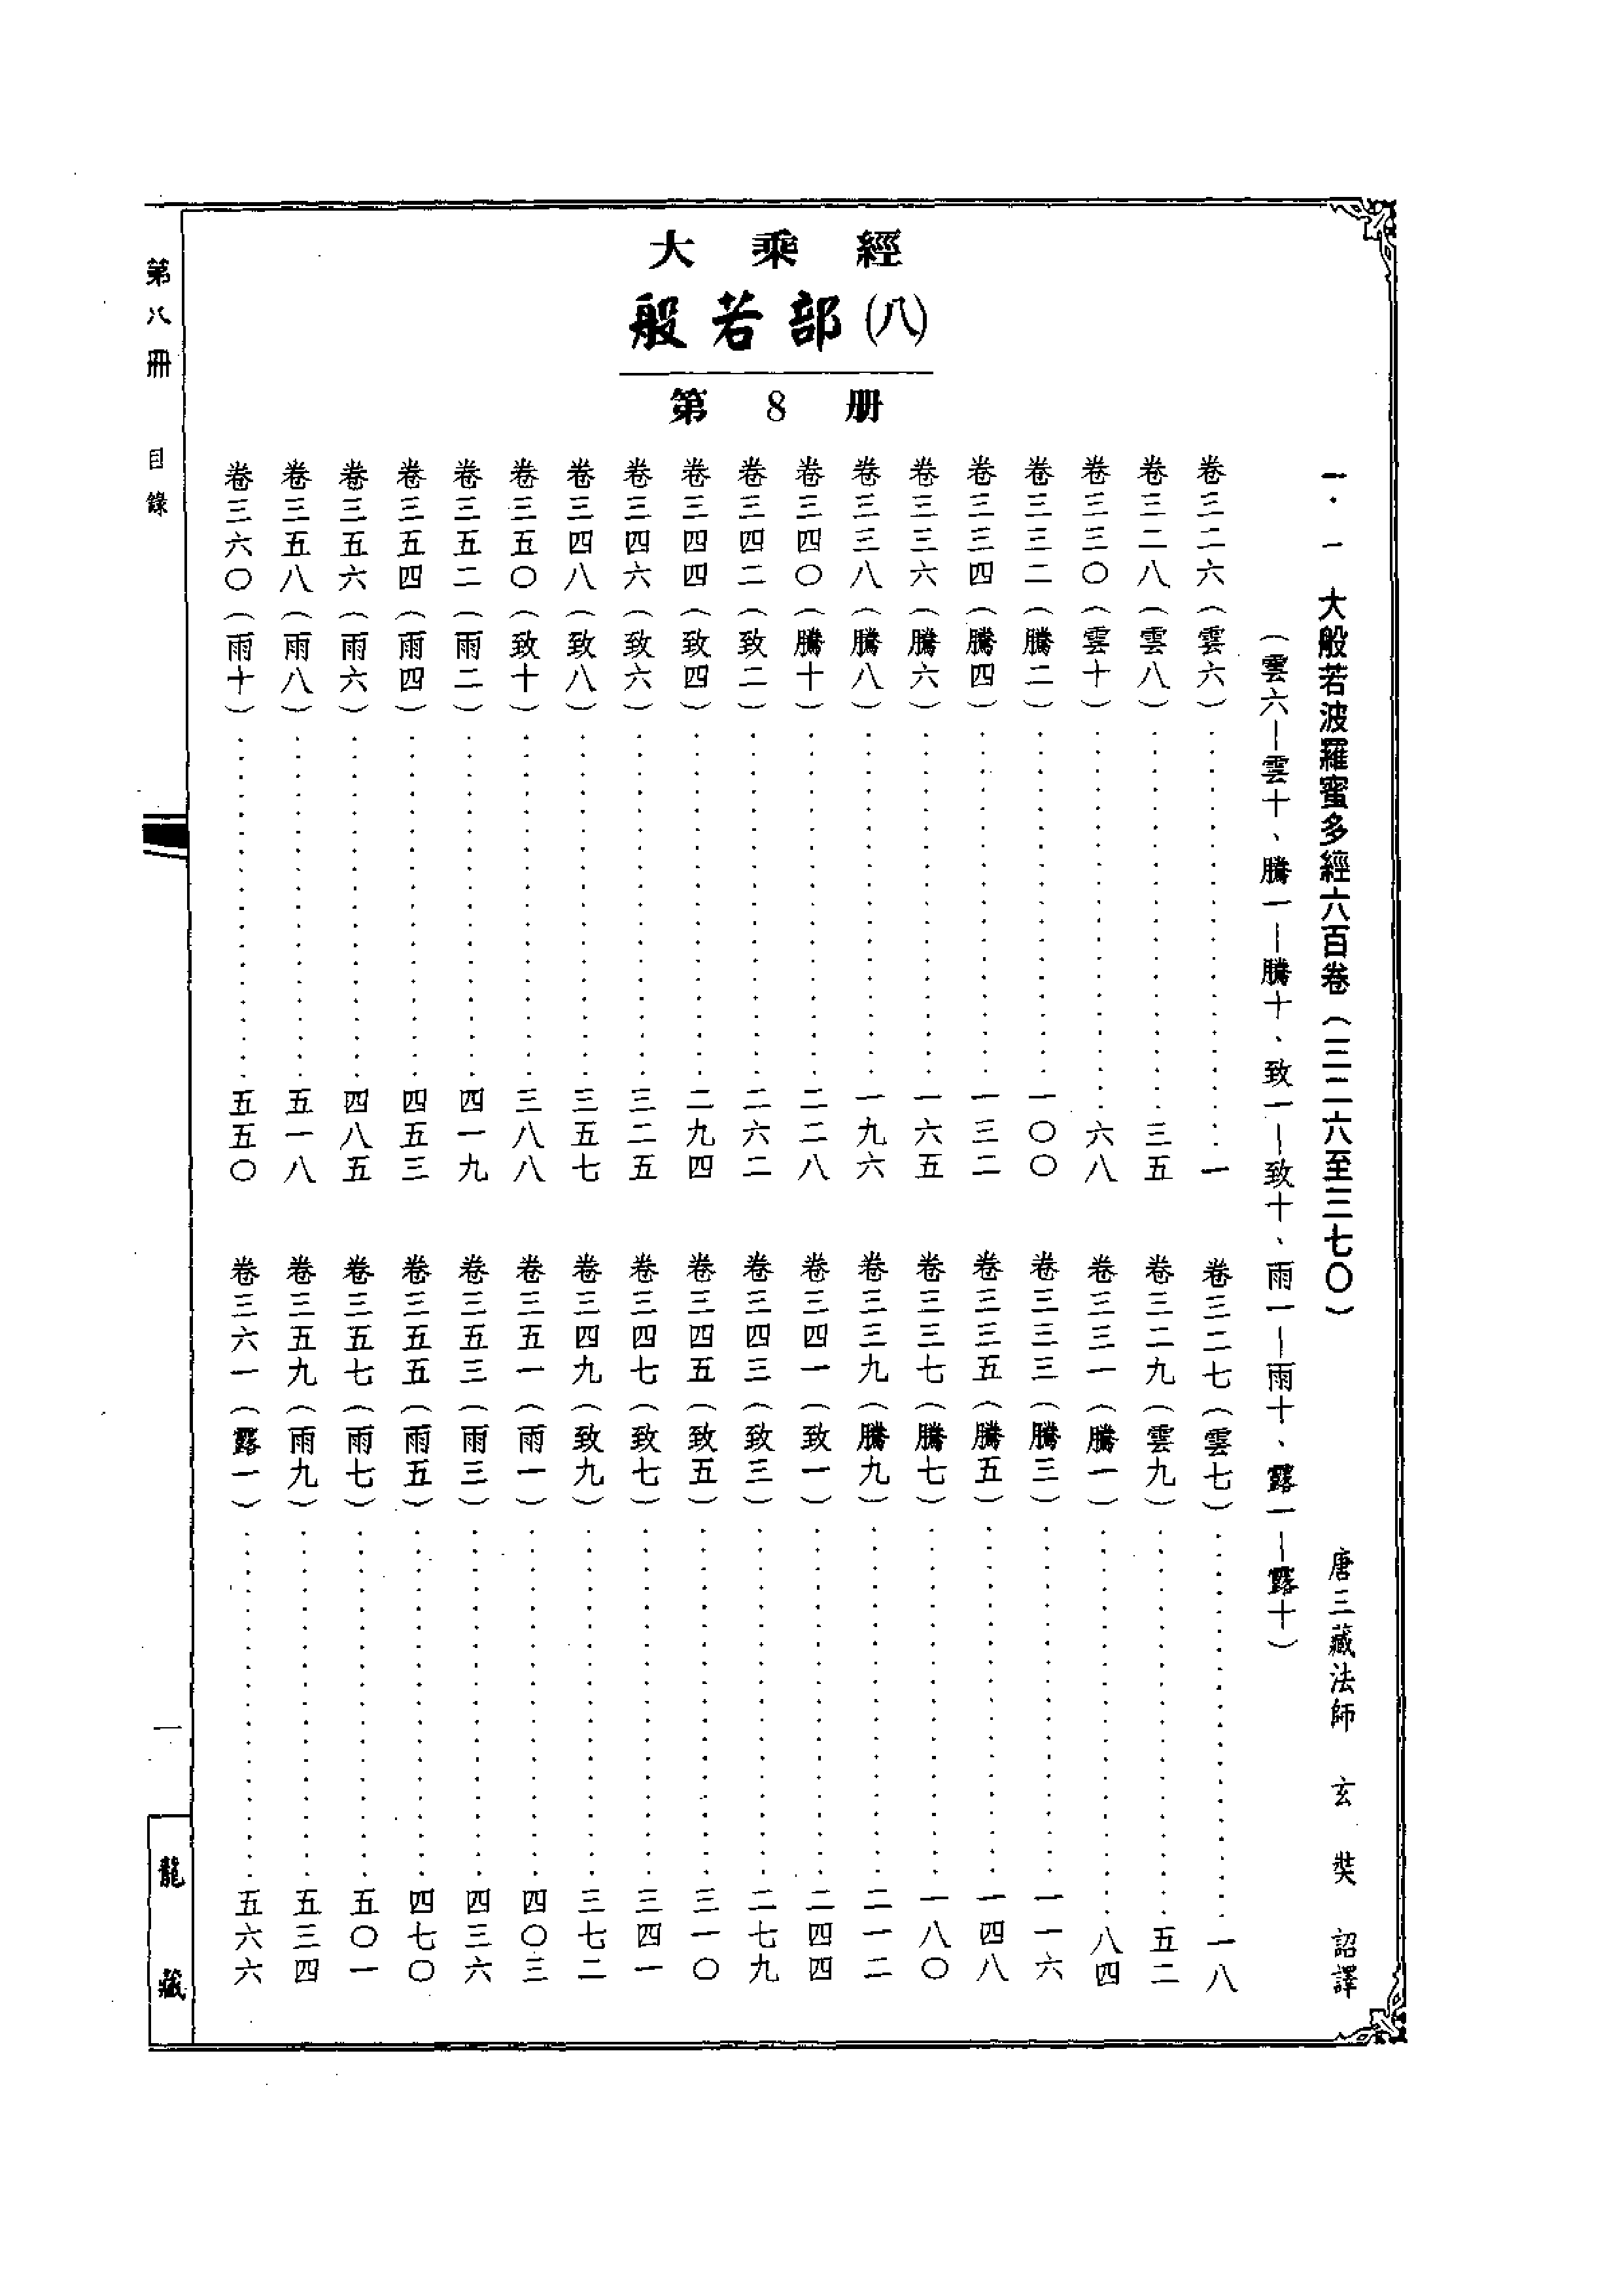 大乘經
般若部(八)
第8册
一·一 大般若波羅蜜多經六百卷（三二六至三七〇） 唐三藏法師 玄奘 詔譯
（雲六—雲十、騰一—騰十、致一—致十、雨一—雨十、露一—露十）
卷三二六（雲六）……一
卷三二七（雲七）……一八
卷三二八（雲八）……三五
卷三二九（雲九）……五二
卷三三〇（雲十）……六八
卷三三一（騰一）……八四
卷三三二（騰二）……一〇〇
卷三三三（騰三）……一一六
卷三三四（騰四）……一三二
卷三三五（騰五）……一四八
卷三三六（騰六）……一六五
卷三三七（騰七）……一八〇
卷三三八（騰八）……一九六
卷三三九（騰九）……二一二
卷三四〇（騰十）……二二八
卷三四一（致一）……二四四
卷三四二（致二）……二六二
卷三四三（致三）……二七九
卷三四四（致四）……二九四
卷三四五（致五）……三一〇
卷三四六（致六）……三二五
卷三四七（致七）……三四一
卷三四八（致八）……三五七
卷三四九（致九）……三七二
卷三五〇（致十）……三八八
卷三五一（雨一）……四〇三
卷三五二（雨二）……四一九
卷三五三（雨三）……四三六
卷三五四（雨四）……四五三
卷三五五（雨五）……四七〇
卷三五六（雨六）……四八五
卷三五七（雨七）……五〇一
卷三五八（雨八）……五一八
卷三五九（雨九）……五三四
卷三六〇（雨十）……五五〇
卷三六一（露一）……五六六
第八冊 目錄
一
龍藏